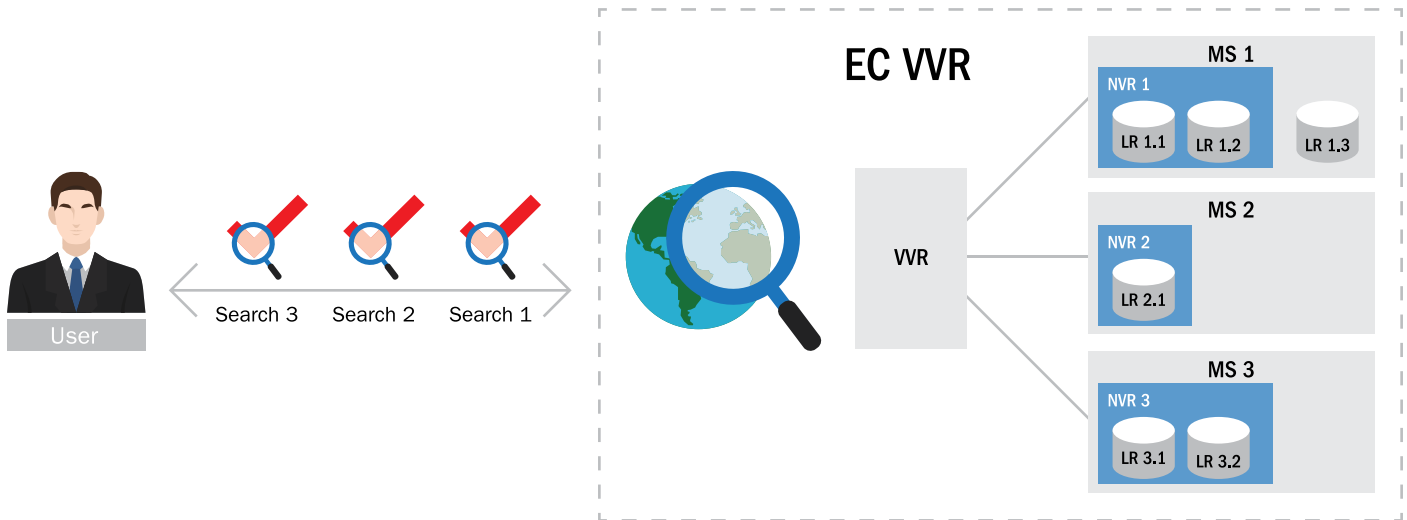 EC VVR
User
Search 3
Search 2
Search 1
VVR
MS 1
NVR 1
LR 1.1
LR 1.2
LR 1.3
MS 2
NVR 2
LR 2.1
MS 3
NVR 3
LR 3.1
LR 3.2